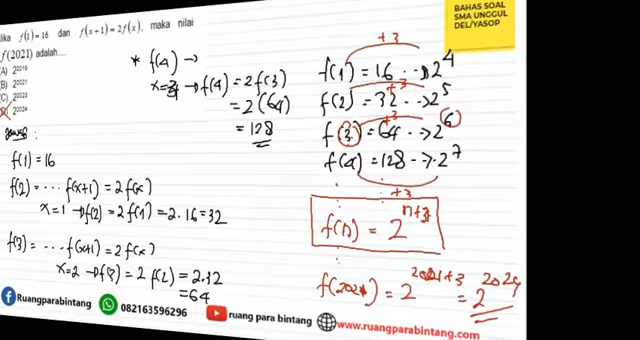 Jika f(1)=16 dan f(x+1)=2f(x), maka nilai
f(2021) adalah....
(A) 2^2019
(B) 2^2021
(C) 2^2023
2^2024
f(1) = 16
f(2) = ... f(x+1) = 2f(x)
x=1 → f(2) = 2f(1) = 2.16 = 32
f(3) = ... f(x+1) = 2f(x)
x=2 → f(3) = 2 f(2) = 2.32
= 64
* f(4) →
x=3 → f(4) = 2f(3)
= 2(64)
= 128
BAHAS SOAL
SMA UNGGUL
DEL/YASOP
+3
f(1) = 16 → 2^4
+3
f(2) = 32 → 2^5
+3
f(3) = 64 → 2^6
f(4) = 128 → 2^7
+3
f(n) = 2^n+3
f(2021) = 2^2021+3 = 2^2024
Ruangparabintang
082163596296
ruang para bintang
www.ruangparabintang.com